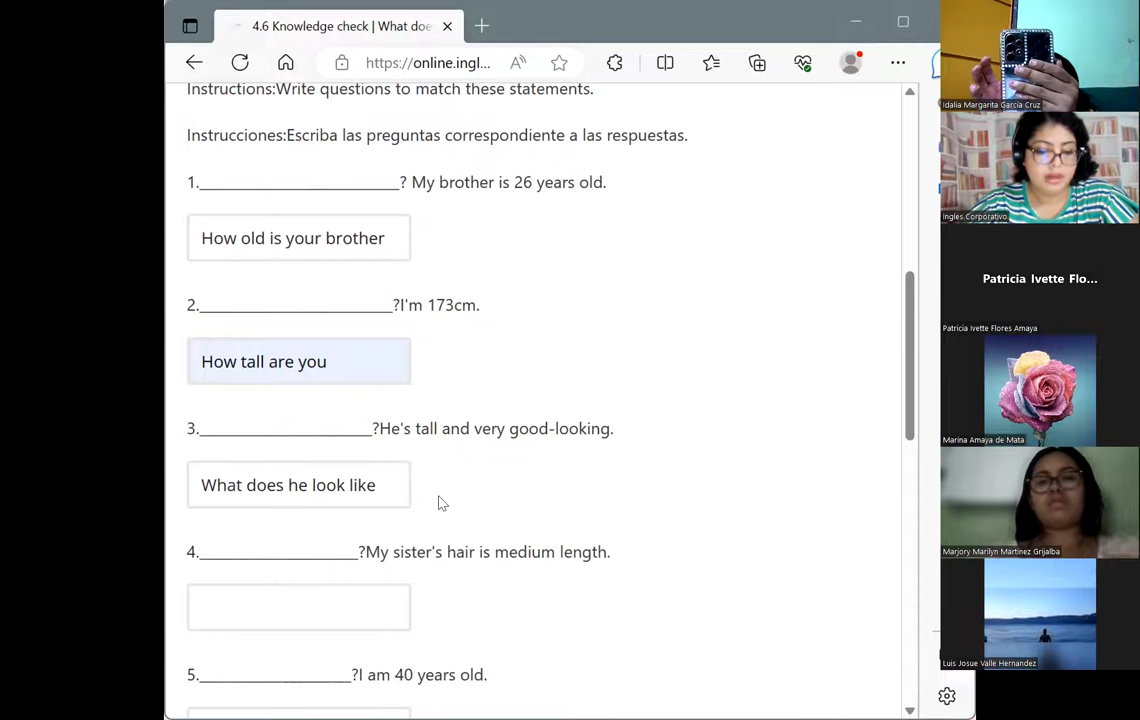 4.6 Knowledge check | What doe
https://online.ingl...
Instructions:Write questions to match these statements.
Instrucciones:Escriba las preguntas correspondiente a las respuestas.
1.______________________? My brother is 26 years old.
How old is your brother
2.______________________?I'm 173cm.
How tall are you
3.___________________?He's tall and very good-looking.
What does he look like
4.__________________?My sister's hair is medium length.
5._________________?I am 40 years old.
Idalia Margarita García Cruz
Ingles Corporativo
Patricia Ivette Flo...
Patricia Ivette Flores Amaya
Marina Amaya de Mata
Marjory Marilyn Martinez Grijalba
Luis Josue Valle Hernandez